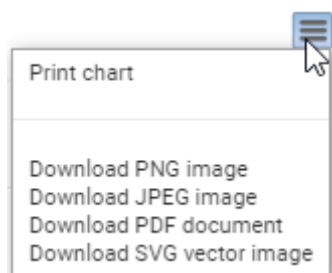 Print chart
Download PNG image
Download JPEG image
Download PDF document
Download SVG vector image